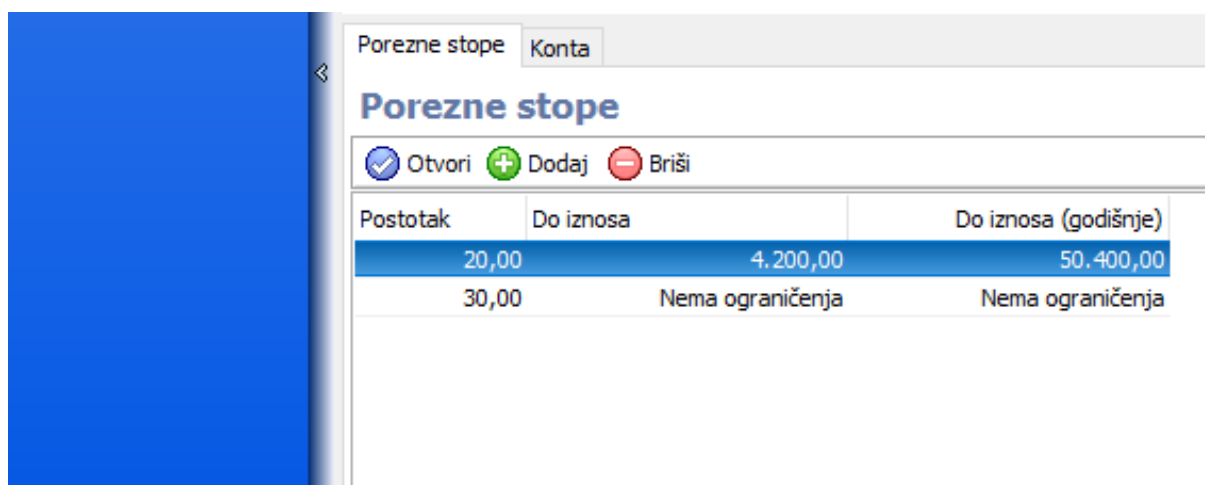 Porezne stope Konta
Porezne stope
Otvori Dodaj Briši
Postotak Do iznosa Do iznosa (godišnje)
20,00 4.200,00 50.400,00
30,00 Nema ograničenja Nema ograničenja